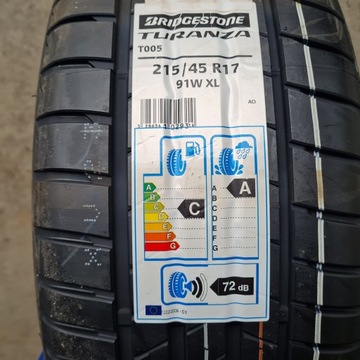 BRIDGESTONE
TURANZA
T005
215/45 R17
91W XL
AO
A
B
C
D
E
F
G
C
A
B
C
D
E
F
G
A
72 dB